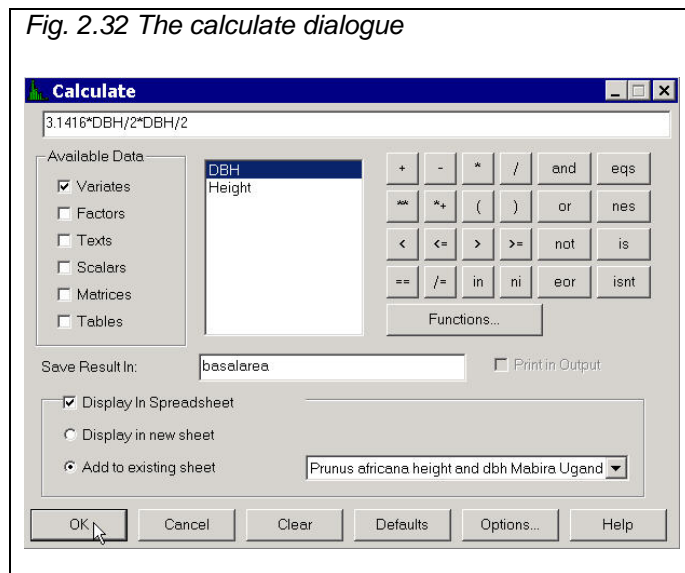 Fig. 2.32 The calculate dialogue
Calculate
3.1416*DBH/2*DBH/2
Available Data
Variates
Factors
Texts
Scalars
Matrices
Tables
DBH
Height
+ - * / and eqs
** *+ ( ) or nes
< <= > >= not is
== /= in ni eor isnt
Functions...
Save Result In: basalarea Print in Output
Display In Spreadsheet
Display in new sheet
Add to existing sheet Prunus africana height and dbh Mabira Ugand
OK Cancel Clear Defaults Options... Help